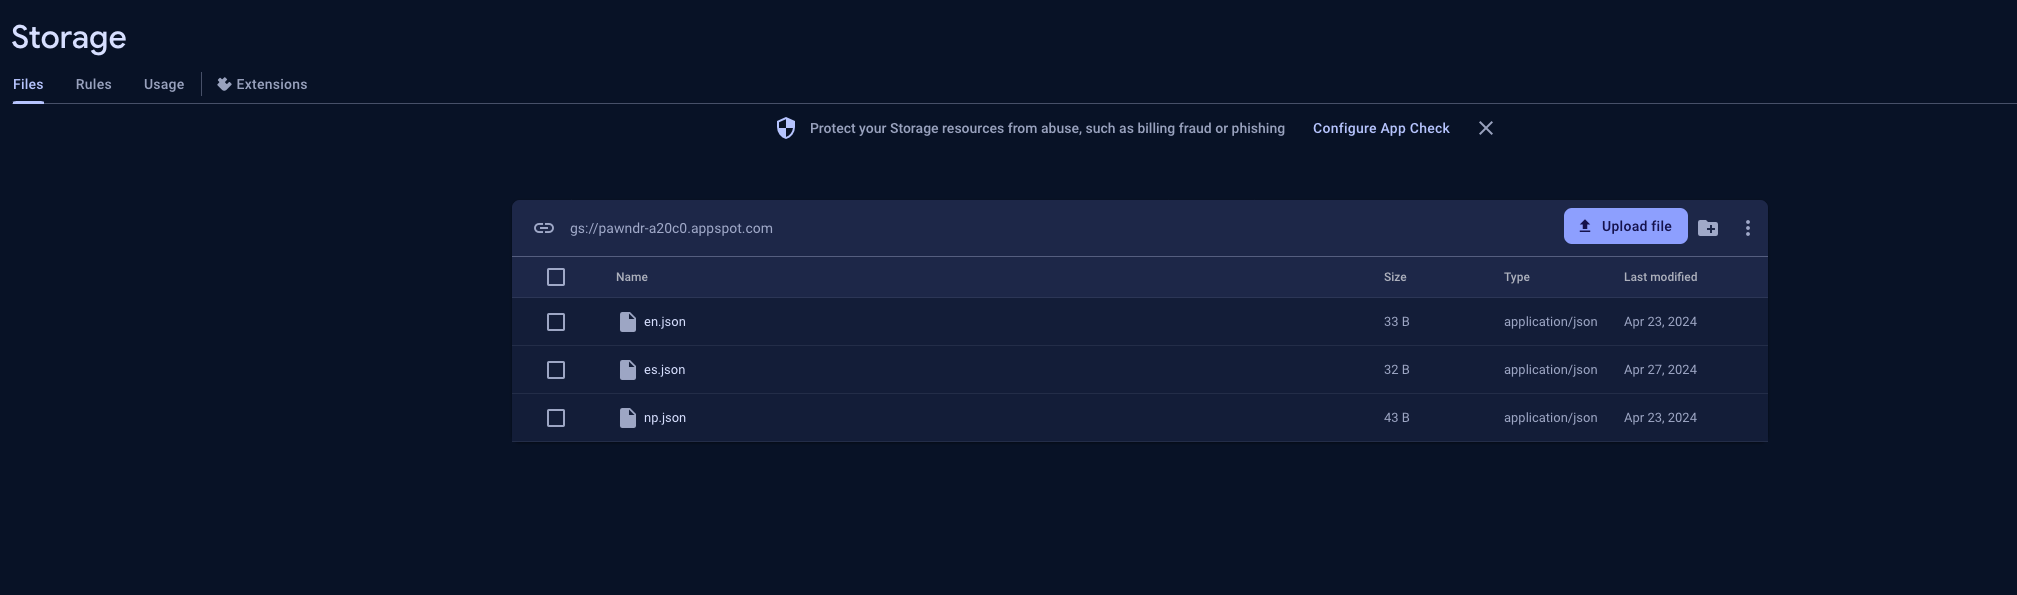 Storage
Files Rules Usage Extensions
Protect your Storage resources from abuse, such as billing fraud or phishing Configure App Check
gs://pawndr-a20c0.appspot.com Upload file
Name Size Type Last modified
en.json 33 B application/json Apr 23, 2024
es.json 32 B application/json Apr 27, 2024
np.json 43 B application/json Apr 23, 2024